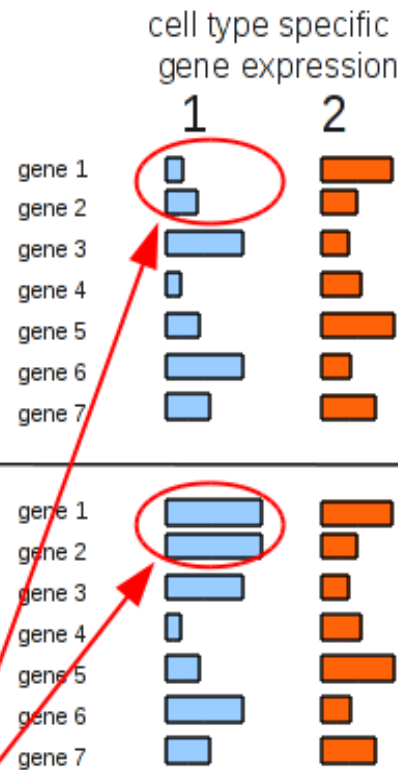 cell type specific
gene expression
1 2
gene 1
gene 2
gene 3
gene 4
gene 5
gene 6
gene 7
gene 1
gene 2
gene 3
gene 4
gene 5
gene 6
gene 7